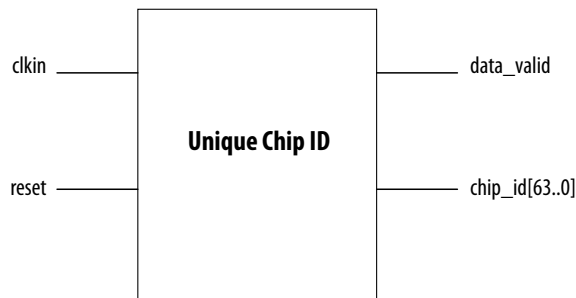 clkin
data_valid
Unique Chip ID
reset
chip_id[63..0]